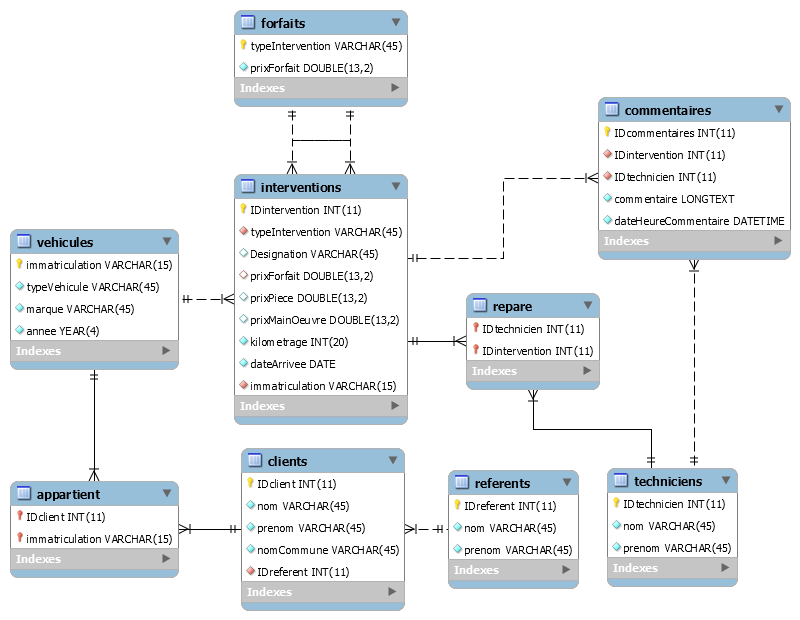 forfaits
typeIntervention VARCHAR(45)
prixForfait DOUBLE(13,2)
Indexes
commentaires
IDcommentaires INT(11)
IDintervention INT(11)
IDtechnicien INT(11)
commentaire LONGTEXT
dateHeureCommentaire DATETIME
Indexes
interventions
IDintervention INT(11)
typeIntervention VARCHAR(45)
Designation VARCHAR(45)
prixForfait DOUBLE(13,2)
prixPiece DOUBLE(13,2)
prixMainOeuvre DOUBLE(13,2)
kilometrage INT(20)
dateArrivee DATE
immatriculation VARCHAR(15)
Indexes
vehicules
immatriculation VARCHAR(15)
typeVehicule VARCHAR(45)
marque VARCHAR(45)
annee YEAR(4)
Indexes
repare
IDtechnicien INT(11)
IDintervention INT(11)
Indexes
appartient
IDclient INT(11)
immatriculation VARCHAR(15)
Indexes
clients
IDclient INT(11)
nom VARCHAR(45)
prenom VARCHAR(45)
nomCommune VARCHAR(45)
IDreferent INT(11)
Indexes
referents
IDreferent INT(11)
nom VARCHAR(45)
prenom VARCHAR(45)
Indexes
techniciens
IDtechnicien INT(11)
nom VARCHAR(45)
prenom VARCHAR(45)
Indexes